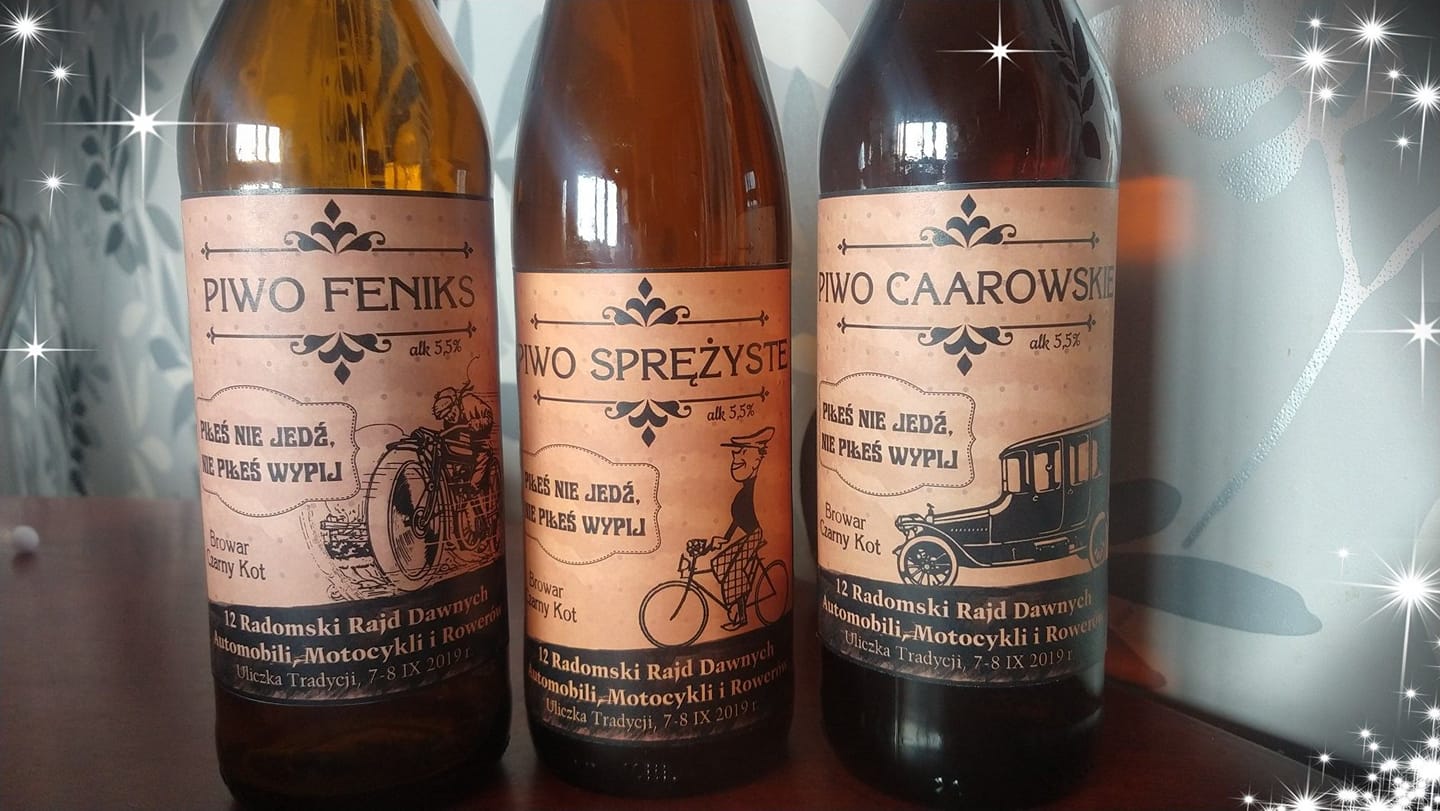 PIWO FENIKS
alk 5,5%
PIŁEŚ NIE JEDŹ,
NIE PIŁEŚ WYPIJ
Browar
Czarny Kot
12 Radomski Rajd Dawnych
Automobili, Motocykli i Rowerów
Uliczka Tradycji, 7-8 IX 2019 r
PIWO SPRĘŻYSTE
alk 5,5%
PIŁEŚ NIE JEDŹ,
NIE PIŁEŚ WYPIJ
Browar
Czarny Kot
12 Radomski Rajd Dawnych
Automobili, Motocykli i Rowerów
Uliczka Tradycji, 7-8 IX 2019 r
PIWO CAAROWSKIE
alk 5,5%
PIŁEŚ NIE JEDŹ,
NIE PIŁEŚ WYPIJ
Browar
Czarny Kot
12 Radomski Rajd Dawnych
Automobili, Motocykli i Rowerów
Uliczka Tradycji, 7-8 IX 2019 r